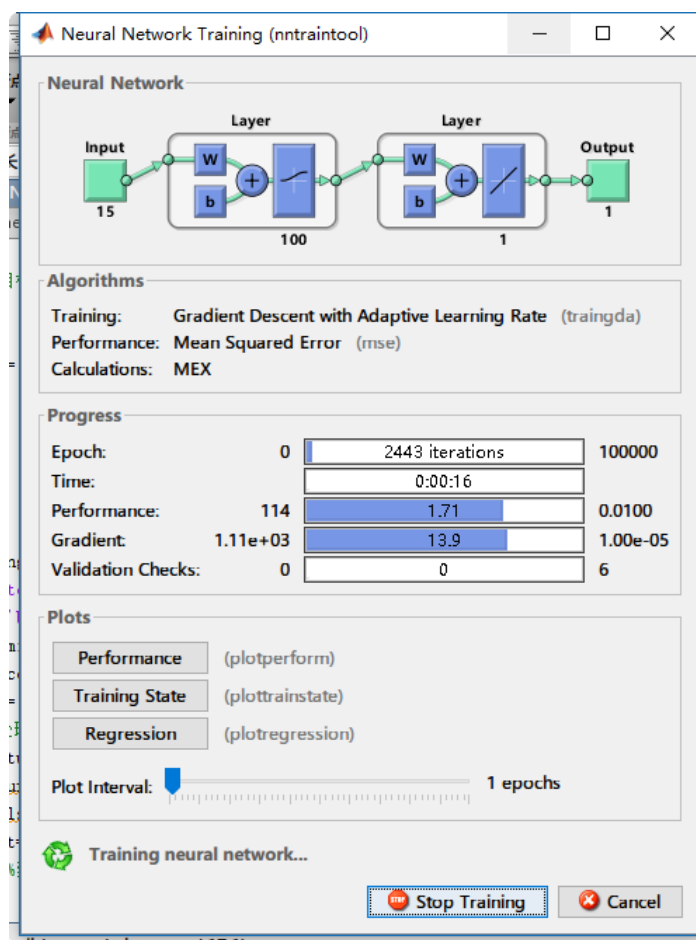 Neural Network Training (nntraintool)
Neural Network
Layer Layer
Input Output
W W
b b
15 1
100 1
Algorithms
Training: Gradient Descent with Adaptive Learning Rate (traingda)
Performance: Mean Squared Error (mse)
Calculations: MEX
Progress
Epoch: 0 2443 iterations 100000
Time: 0:00:16
Performance: 114 1.71 0.0100
Gradient: 1.11e+03 13.9 1.00e-05
Validation Checks: 0 0 6
Plots
Performance (plotperform)
Training State (plottrainstate)
Regression (plotregression)
Plot Interval: 1 epochs
Training neural network...
STOP Stop Training Cancel